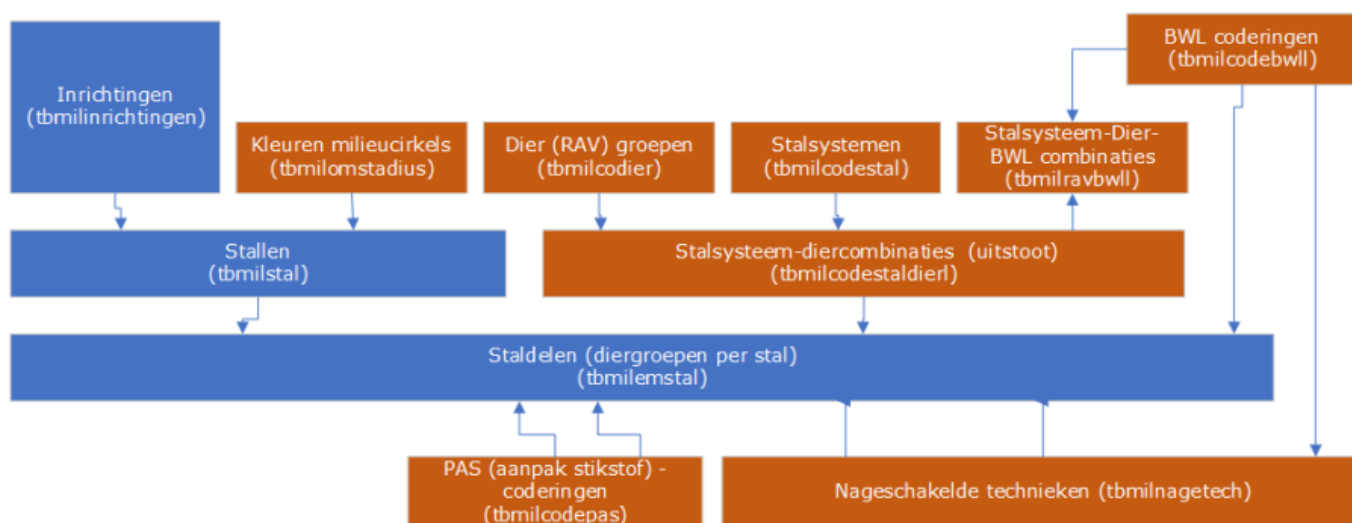 BWL coderingen
(tbmilcodebwll)
Inrichtingen
(tbmilinrichtingen)
Kleuren milieucirkels
(tbmilomstadius)
Dier (RAV) groepen
(tbmilcodier)
Stalsystemen
(tbmilcodestal)
Stalsysteem-Dier-
BWL combinaties
(tbmilravbwll)
Stallen
(tbmilstal)
Stalsysteem-diercombinaties (uitstoot)
(tbmilcodestaldierl)
Staldelen (diergroepen per stal)
(tbmilemstal)
PAS (aanpak stikstof) -
coderingen
(tbmilcodepas)
Nageschakelde technieken (tbmilnagetech)